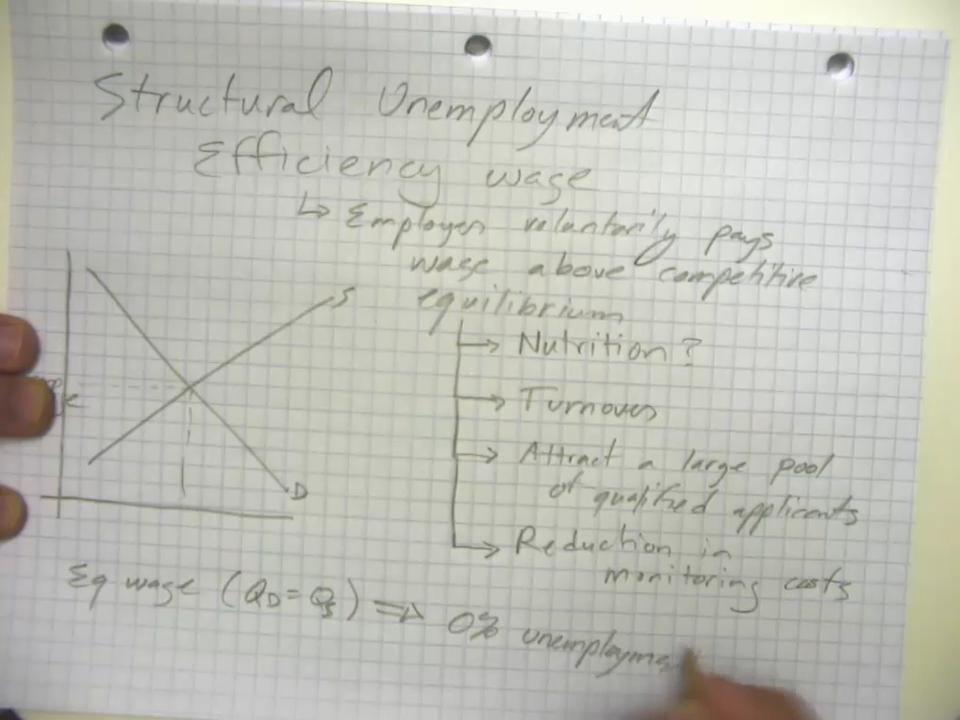 Structural Unemployment
Efficiency wage
↳ Employer voluntarily pays
wage above competitive
equilibrium
→ Nutrition?
→ Turnover
→ Attract a large pool
of qualified applicants
→ Reduction in
monitoring costs
S
D
Eq wage (QD = QS) ⇒ 0% unemployme